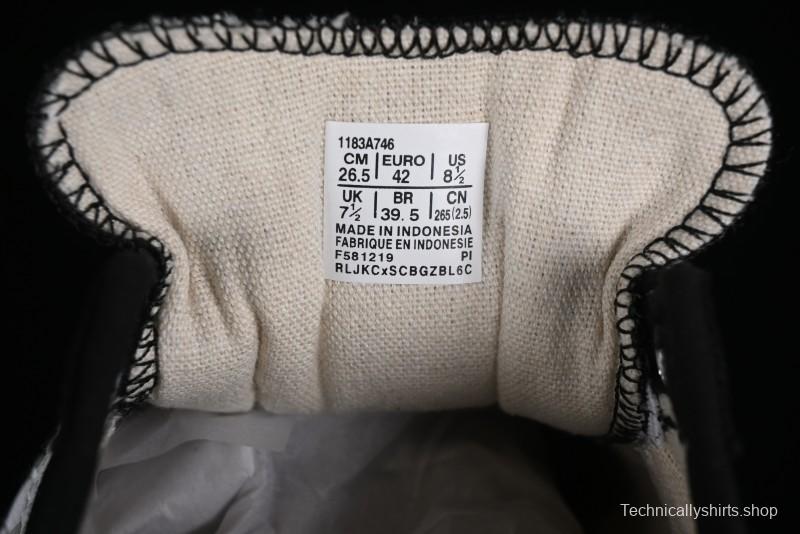 1183A746
CM EURO US
26.5 42 8½
UK BR CN
7½ 39.5 265(2.5)
MADE IN INDONESIA
FABRIQUE EN INDONESIE
F581219 PI
RLJKCxSCBGZBL6C
Technicallyshirts.shop